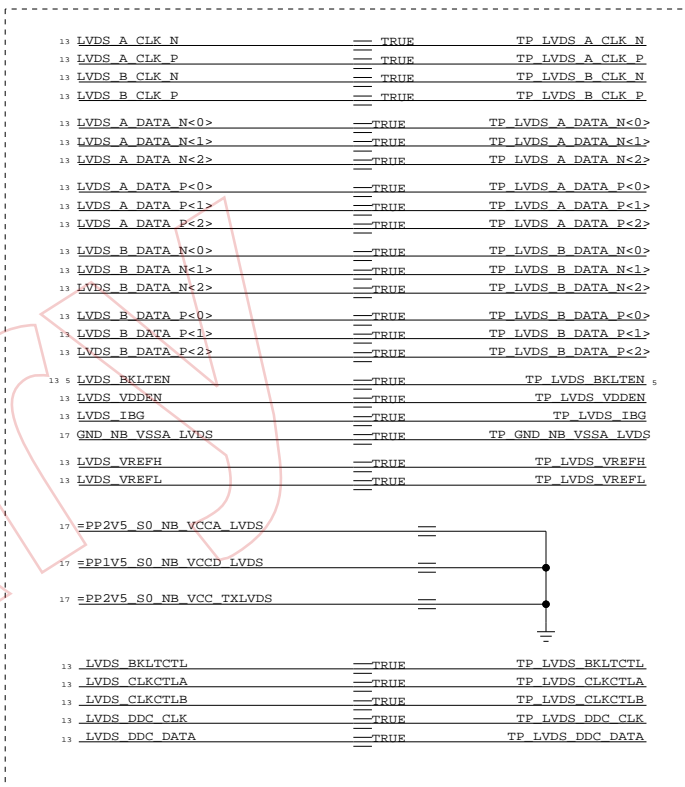 13 LVDS_A_CLK_N TRUE TP_LVDS_A_CLK_N
13 LVDS_A_CLK_P TRUE TP_LVDS_A_CLK_P
13 LVDS_B_CLK_N TRUE TP_LVDS_B_CLK_N
13 LVDS_B_CLK_P TRUE TP_LVDS_B_CLK_P
13 LVDS_A_DATA_N<0> TRUE TP_LVDS_A_DATA_N<0>
13 LVDS_A_DATA_N<1> TRUE TP_LVDS_A_DATA_N<1>
13 LVDS_A_DATA_N<2> TRUE TP_LVDS_A_DATA_N<2>
13 LVDS_A_DATA_P<0> TRUE TP_LVDS_A_DATA_P<0>
13 LVDS_A_DATA_P<1> TRUE TP_LVDS_A_DATA_P<1>
13 LVDS_A_DATA_P<2> TRUE TP_LVDS_A_DATA_P<2>
13 LVDS_B_DATA_N<0> TRUE TP_LVDS_B_DATA_N<0>
13 LVDS_B_DATA_N<1> TRUE TP_LVDS_B_DATA_N<1>
13 LVDS_B_DATA_N<2> TRUE TP_LVDS_B_DATA_N<2>
13 LVDS_B_DATA_P<0> TRUE TP_LVDS_B_DATA_P<0>
13 LVDS_B_DATA_P<1> TRUE TP_LVDS_B_DATA_P<1>
13 LVDS_B_DATA_P<2> TRUE TP_LVDS_B_DATA_P<2>
13 5 LVDS_BKLTEN TRUE TP_LVDS_BKLTEN 5
13 LVDS_VDDEN TRUE TP_LVDS_VDDEN
13 LVDS_IBG TRUE TP_LVDS_IBG
17 GND_NB_VSSA_LVDS TRUE TP_GND_NB_VSSA_LVDS
13 LVDS_VREFH TRUE TP_LVDS_VREFH
13 LVDS_VREFL TRUE TP_LVDS_VREFL
17 =PP2V5_S0_NB_VCCA_LVDS
17 =PP1V5_S0_NB_VCCD_LVDS
17 =PP2V5_S0_NB_VCC_TXLVDS
13 LVDS_BKLTCTL TRUE TP_LVDS_BKLTCTL
13 LVDS_CLKCTLA TRUE TP_LVDS_CLKCTLA
13 LVDS_CLKCTLB TRUE TP_LVDS_CLKCTLB
13 LVDS_DDC_CLK TRUE TP_LVDS_DDC_CLK
13 LVDS_DDC_DATA TRUE TP_LVDS_DDC_DATA